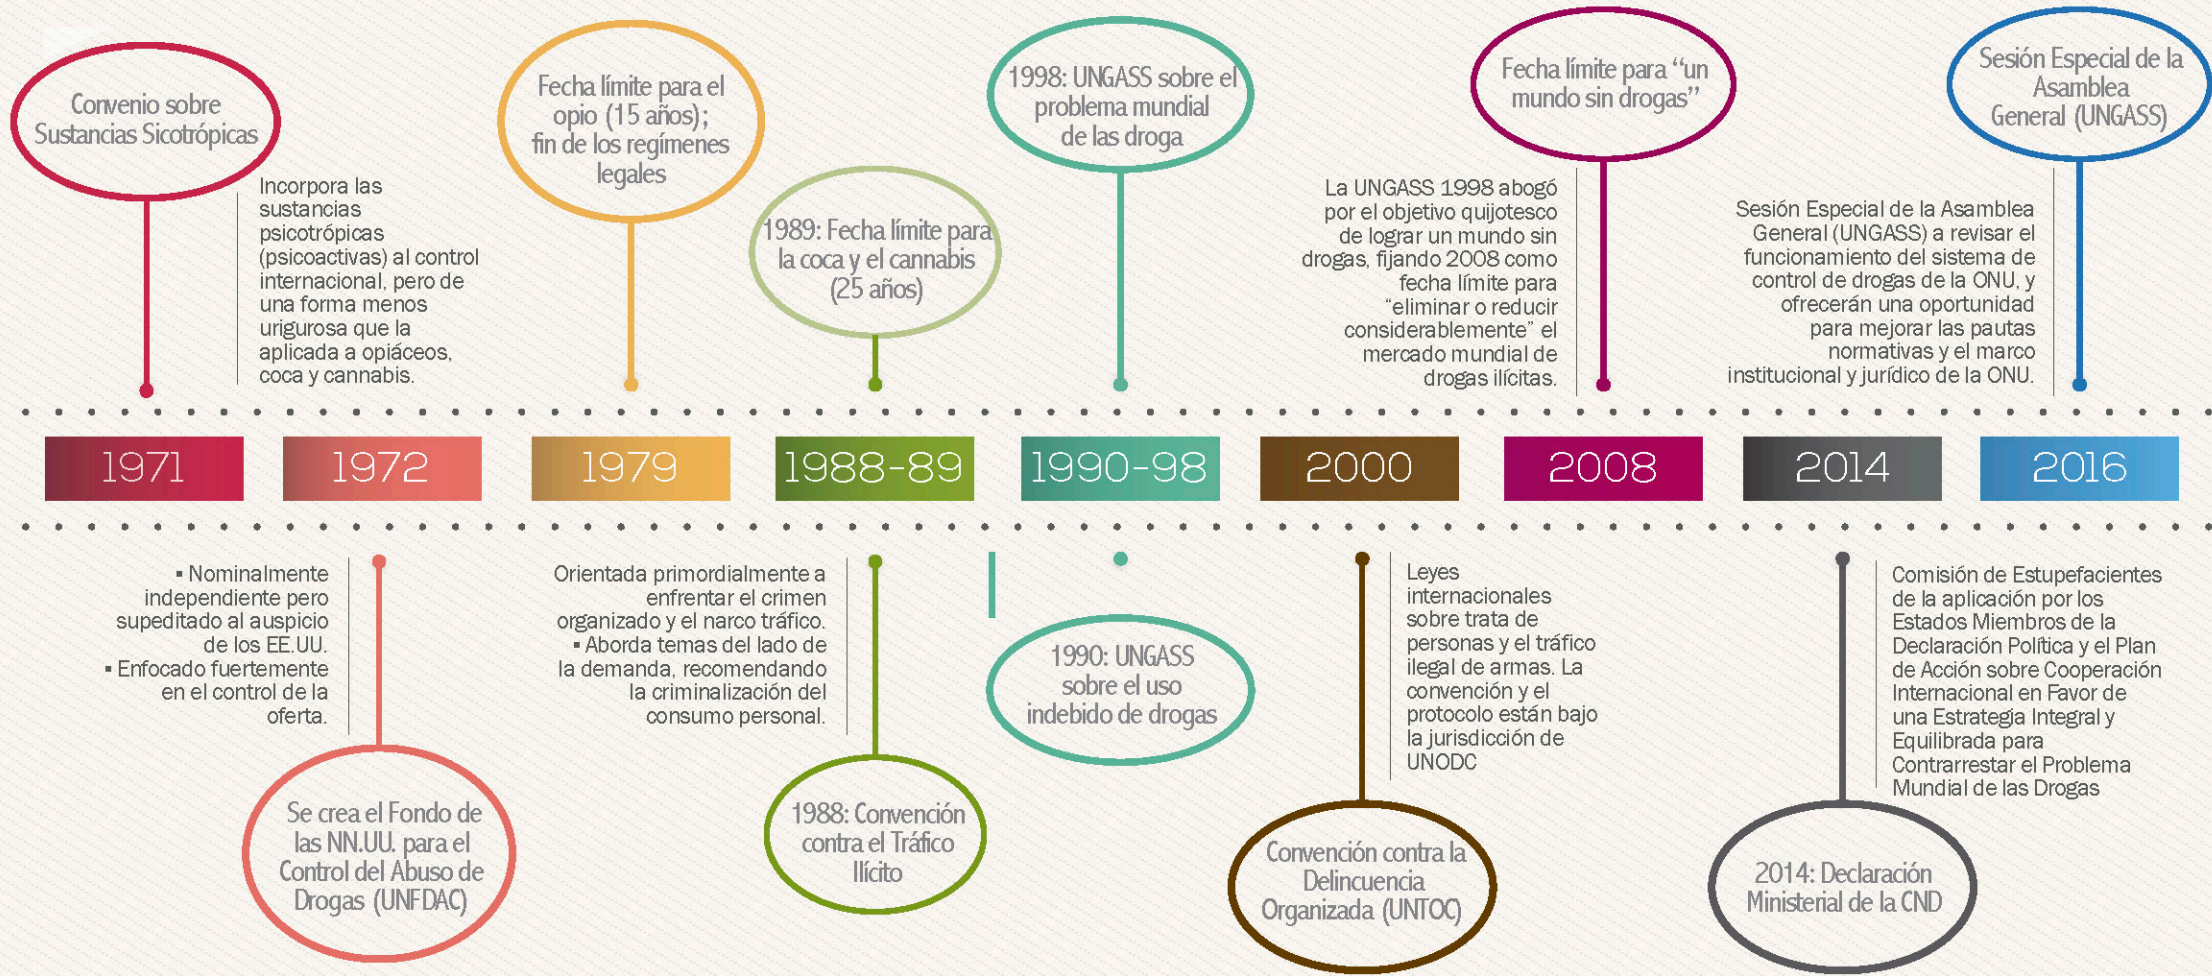 Convenio sobre
Sustancias Sicotrópicas
Incorpora las
sustancias
psicotrópicas
(psicoactivas) al control
internacional, pero de
una forma menos
urigurosa que la
aplicada a opiáceos,
coca y cannabis.
Fecha límite para el
opio (15 años);
fin de los regímenes
legales
1989: Fecha límite para
la coca y el cannabis
(25 años)
1998: UNGASS sobre el
problema mundial
de las droga
Fecha límite para “un
mundo sin drogas”
La UNGASS 1998 abogó
por el objetivo quijotesco
de lograr un mundo sin
drogas, fijando 2008 como
fecha límite para
“eliminar o reducir
considerablemente” el
mercado mundial de
drogas ilícitas.
Sesión Especial de la
Asamblea
General (UNGASS)
Sesión Especial de la Asamblea
General (UNGASS) a revisar el
funcionamiento del sistema de
control de drogas de la ONU, y
ofrecerán una oportunidad
para mejorar las pautas
normativas y el marco
institucional y jurídico de la ONU.
1971
1972
1979
1988-89
1990-98
2000
2008
2014
2016
▪ Nominalmente
independiente pero
supeditado al auspicio
de los EE.UU.
▪ Enfocado fuertemente
en el control de la
oferta.
Se crea el Fondo de
las NN.UU. para el
Control del Abuso de
Drogas (UNFDAC)
Orientada primordialmente a
enfrentar el crimen
organizado y el narco tráfico.
▪ Aborda temas del lado de
la demanda, recomendando
la criminalización del
consumo personal.
1988: Convención
contra el Tráfico
Ilícito
1990: UNGASS
sobre el uso
indebido de drogas
Leyes
internacionales
sobre trata de
personas y el tráfico
ilegal de armas. La
convención y el
protocolo están bajo
la jurisdicción de
UNODC
Convención contra la
Delincuencia
Organizada (UNTOC)
Comisión de Estupefacientes
de la aplicación por los
Estados Miembros de la
Declaración Política y el Plan
de Acción sobre Cooperación
Internacional en Favor de
una Estrategia Integral y
Equilibrada para
Contrarrestar el Problema
Mundial de las Drogas
2014: Declaración
Ministerial de la CND